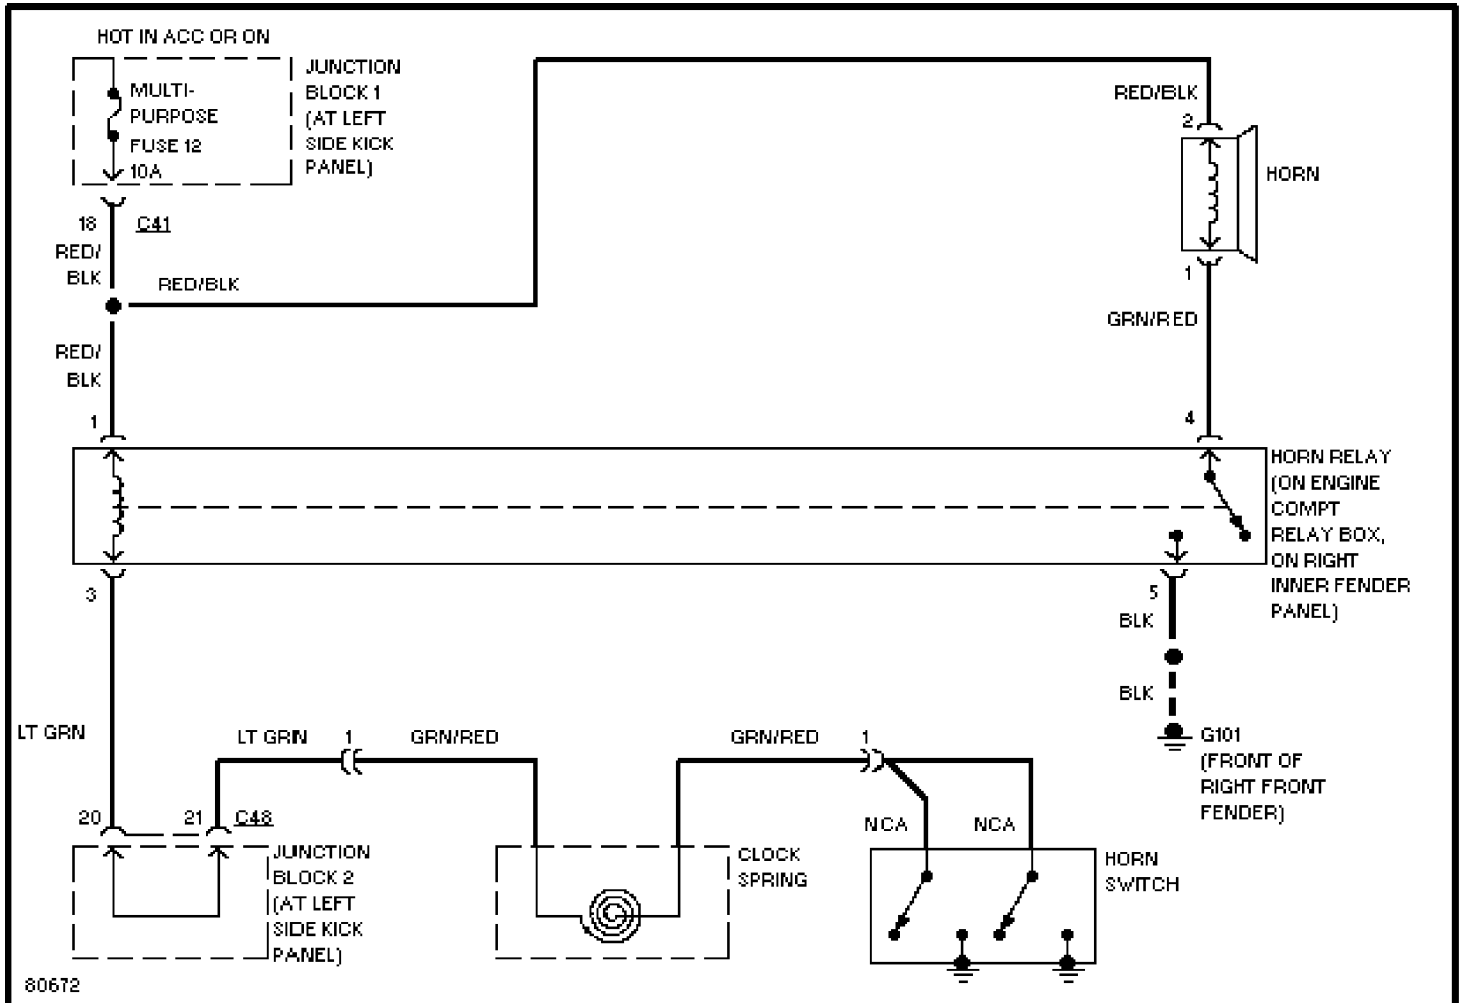 HOT IN ACC OR ON
MULTI-
PURPOSE
FUSE 12
10A
JUNCTION
BLOCK 1
(AT LEFT
SIDE KICK
PANEL)
18
C41
RED/
BLK
RED/BLK
RED/
BLK
1
RED/BLK
2
HORN
1
GRN/RED
4
HORN RELAY
(ON ENGINE
COMPT
RELAY BOX,
ON RIGHT
INNER FENDER
PANEL)
3
5
BLK
BLK
G101
(FRONT OF
RIGHT FRONT
FENDER)
LT GRN
LT GRN
1
GRN/RED
GRN/RED
1
20
21
C48
NCA
NCA
JUNCTION
BLOCK 2
(AT LEFT
SIDE KICK
PANEL)
CLOCK
SPRING
HORN
SWITCH
80672